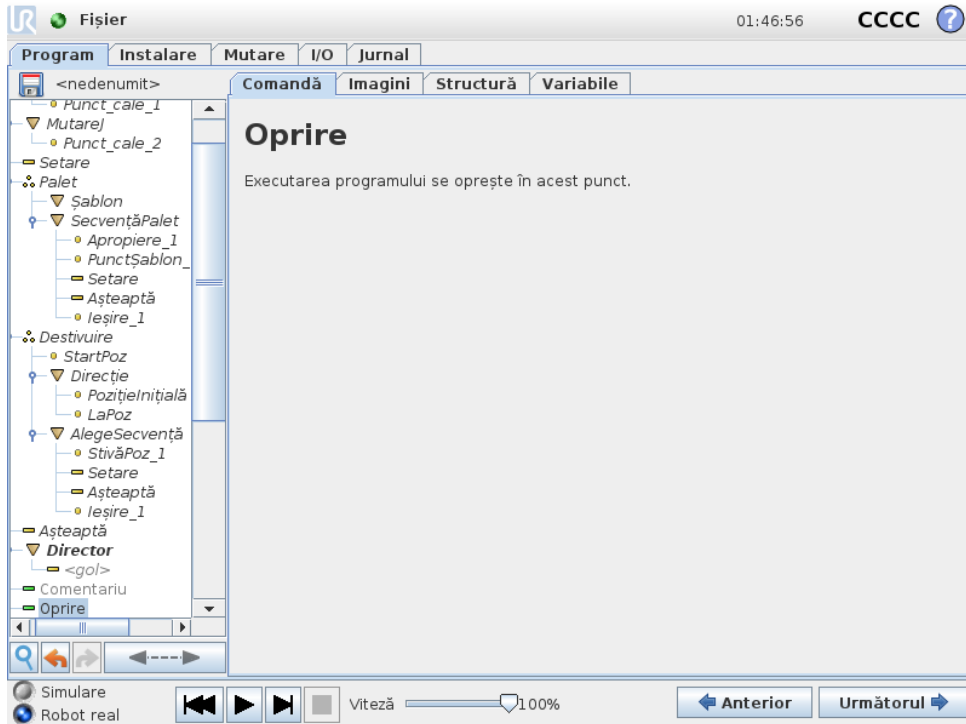 Fișier
01:46:56
CCCC
?
Program Instalare Mutare I/O Jurnal
<nedenumit>
Comandă Imagini Structură Variabile
Punct_cale_1
MutareJ
Punct_cale_2
Setare
Palet
Șablon
SecvențăPalet
Apropiere_1
PunctȘablon_
Setare
Așteaptă
Ieșire_1
Destivuire
StartPoz
Direcție
PozițieInițială
LaPoz
AlegeSecvență
StivăPoz_1
Setare
Așteaptă
Ieșire_1
Așteaptă
Director
<gol>
Comentariu
Oprire
Oprire
Executarea programului se oprește în acest punct.
Simulare
Robot real
Viteză
100%
Anterior
Următorul